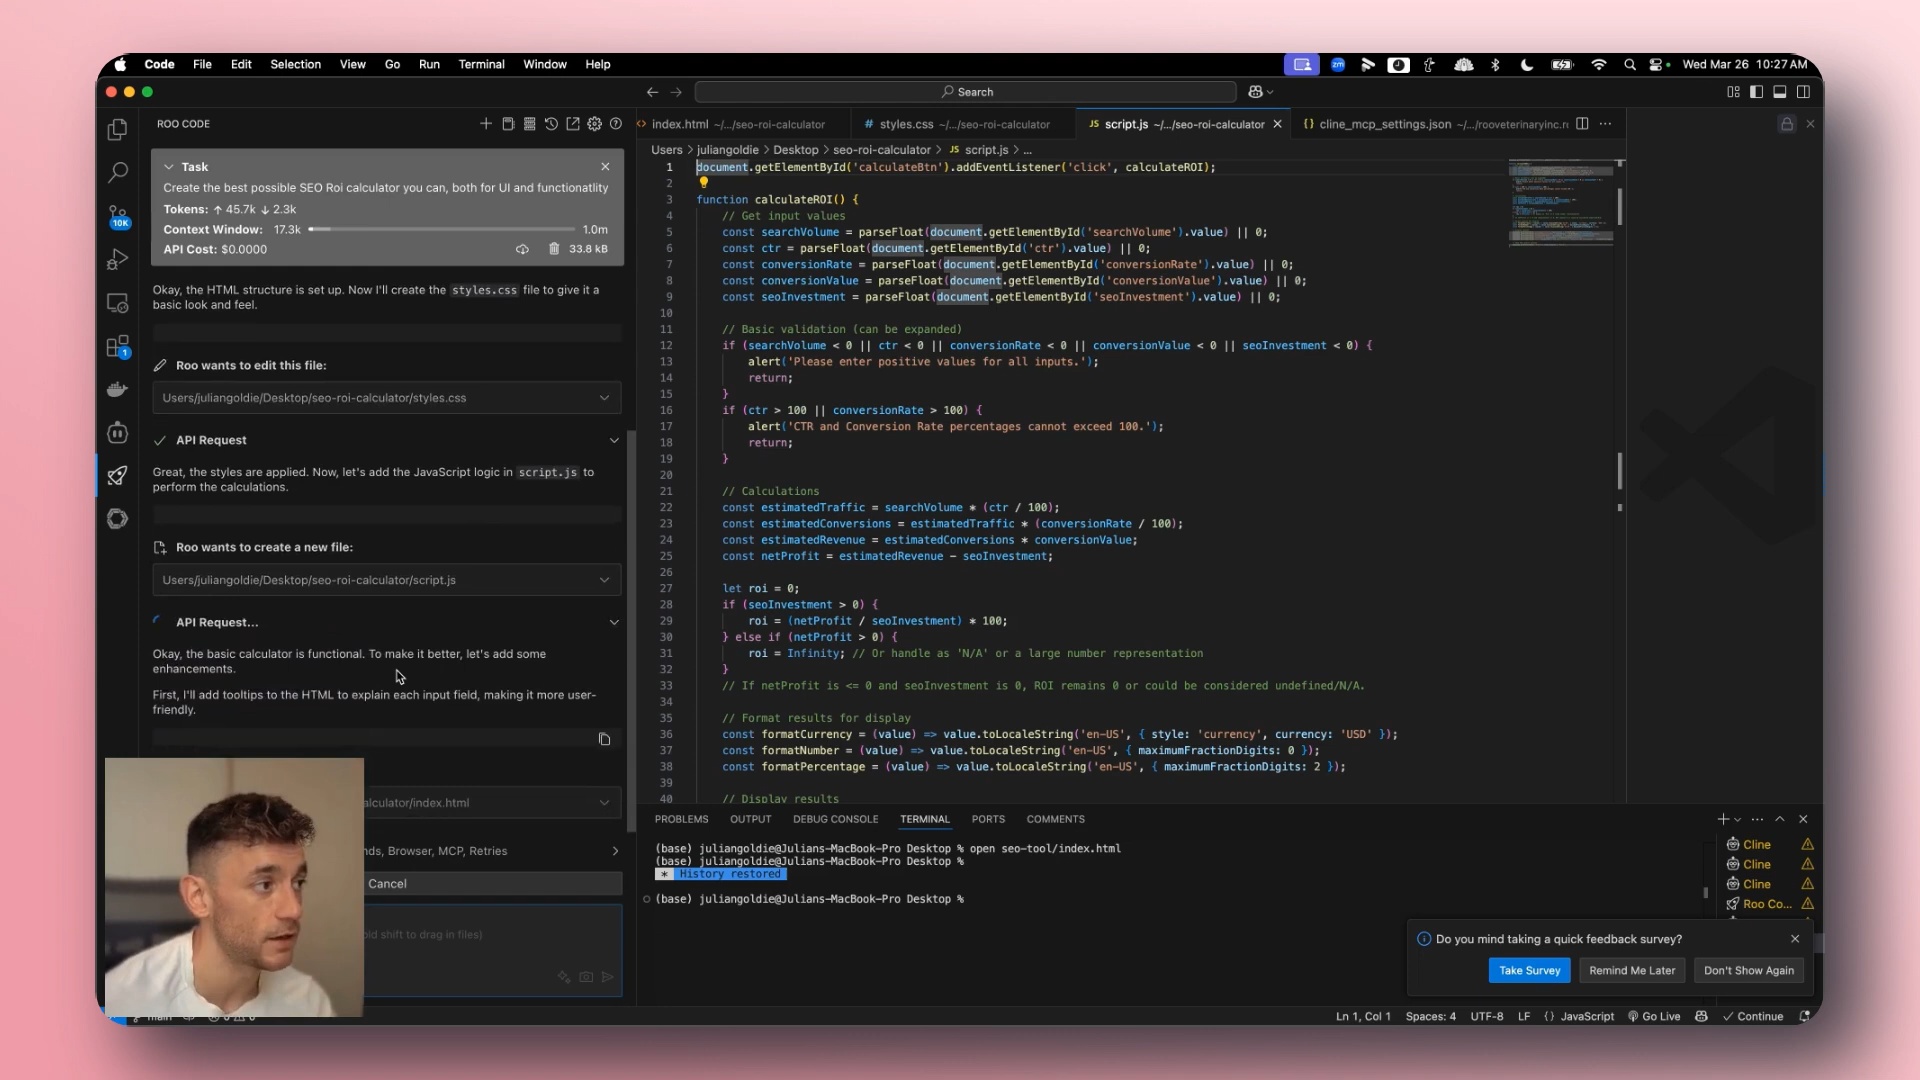 Code File Edit Selection View Go Run Terminal Window Help
zm
Wed Mar 26 10:27 AM
Search
ROO CODE
Task
Create the best possible SEO Roi calculator you can, both for UI and functionatlity
Tokens: ↑ 45.7k ↓ 2.3k
Context Window: 17.3k 1.0m
API Cost: $0.0000 33.8 kB
10K
1
Okay, the HTML structure is set up. Now I'll create the styles.css file to give it a
basic look and feel.
Roo wants to edit this file:
Users/juliangoldie/Desktop/seo-roi-calculator/styles.css
API Request
Great, the styles are applied. Now, let's add the JavaScript logic in script.js to
perform the calculations.
Roo wants to create a new file:
Users/juliangoldie/Desktop/seo-roi-calculator/script.js
API Request...
Okay, the basic calculator is functional. To make it better, let's add some
enhancements.
First, I'll add tooltips to the HTML to explain each input field, making it more user-
friendly.
alculator/index.html
nds, Browser, MCP, Retries
Cancel
old shift to drag in files)
index.html ~/.../seo-roi-calculator
# styles.css ~/.../seo-roi-calculator
JS script.js ~/.../seo-roi-calculator
{} cline_mcp_settings.json ~/.../rooveterinaryinc.r
Users > juliangoldie > Desktop > seo-roi-calculator > JS script.js > ...
1 document.getElementById('calculateBtn').addEventListener('click', calculateROI);
2
3 function calculateROI() {
4 // Get input values
5 const searchVolume = parseFloat(document.getElementById('searchVolume').value) || 0;
6 const ctr = parseFloat(document.getElementById('ctr').value) || 0;
7 const conversionRate = parseFloat(document.getElementById('conversionRate').value) || 0;
8 const conversionValue = parseFloat(document.getElementById('conversionValue').value) || 0;
9 const seoInvestment = parseFloat(document.getElementById('seoInvestment').value) || 0;
10
11 // Basic validation (can be expanded)
12 if (searchVolume < 0 || ctr < 0 || conversionRate < 0 || conversionValue < 0 || seoInvestment < 0) {
13 alert('Please enter positive values for all inputs.');
14 return;
15 }
16 if (ctr > 100 || conversionRate > 100) {
17 alert('CTR and Conversion Rate percentages cannot exceed 100.');
18 return;
19 }
20
21 // Calculations
22 const estimatedTraffic = searchVolume * (ctr / 100);
23 const estimatedConversions = estimatedTraffic * (conversionRate / 100);
24 const estimatedRevenue = estimatedConversions * conversionValue;
25 const netProfit = estimatedRevenue - seoInvestment;
26
27 let roi = 0;
28 if (seoInvestment > 0) {
29 roi = (netProfit / seoInvestment) * 100;
30 } else if (netProfit > 0) {
31 roi = Infinity; // Or handle as 'N/A' or a large number representation
32 }
33 // If netProfit is <= 0 and seoInvestment is 0, ROI remains 0 or could be considered undefined/N/A.
34
35 // Format results for display
36 const formatCurrency = (value) => value.toLocaleString('en-US', { style: 'currency', currency: 'USD' });
37 const formatNumber = (value) => value.toLocaleString('en-US', { maximumFractionDigits: 0 });
38 const formatPercentage = (value) => value.toLocaleString('en-US', { maximumFractionDigits: 2 });
39
40 // Display results
PROBLEMS OUTPUT DEBUG CONSOLE TERMINAL PORTS COMMENTS
(base) juliangoldie@Julians-MacBook-Pro Desktop % open seo-tool/index.html
(base) juliangoldie@Julians-MacBook-Pro Desktop %
* History restored
(base) juliangoldie@Julians-MacBook-Pro Desktop %
Cline
Cline
Cline
Roo Co...
Do you mind taking a quick feedback survey?
Take Survey Remind Me Later Don't Show Again
main
Ln 1, Col 1 Spaces: 4 UTF-8 LF {} JavaScript Go Live Continue